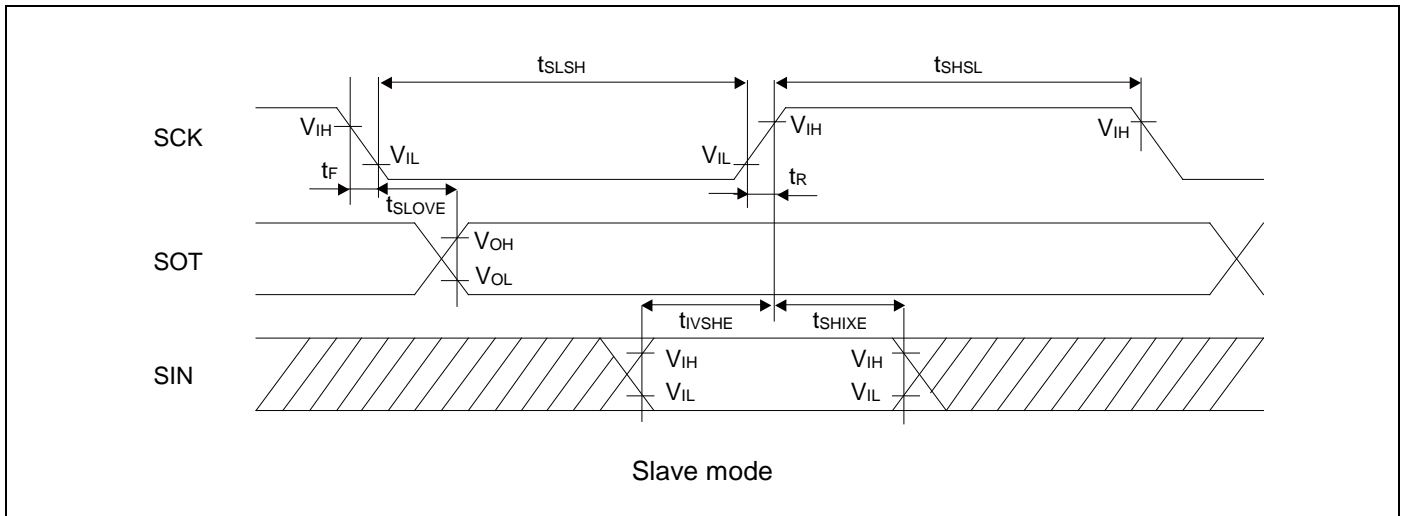 tSLSH
tSHSL
SCK
VIH
VIL
VIL
VIH
VIH
tF
tR
tSLOVE
SOT
VOH
VOL
tIVSHE
tSHIXE
SIN
VIH
VIL
VIH
VIL
Slave mode